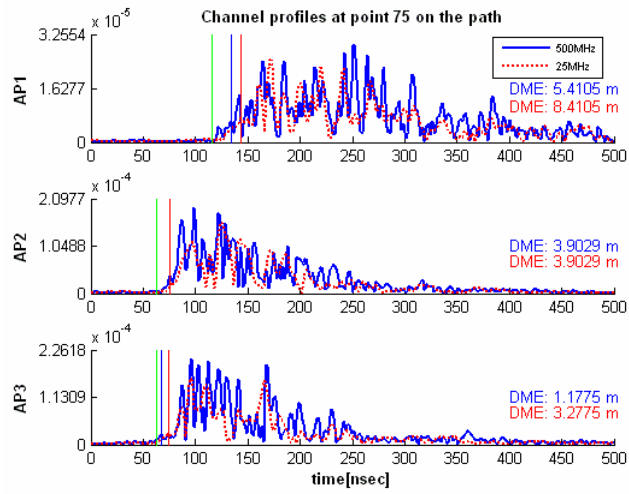 Channel profiles at point 75 on the path
x 10⁻⁵
3.2554
1.6277
0
AP1
500MHz
25MHz
DME: 5.4105 m
DME: 8.4105 m
0 50 100 150 200 250 300 350 400 450 500
x 10⁻⁴
2.0977
1.0488
0
AP2
DME: 3.9029 m
DME: 3.9029 m
0 50 100 150 200 250 300 350 400 450 500
x 10⁻⁴
2.2618
1.1309
0
AP3
DME: 1.1775 m
DME: 3.2775 m
0 50 100 150 200 250 300 350 400 450 500
time[nsec]